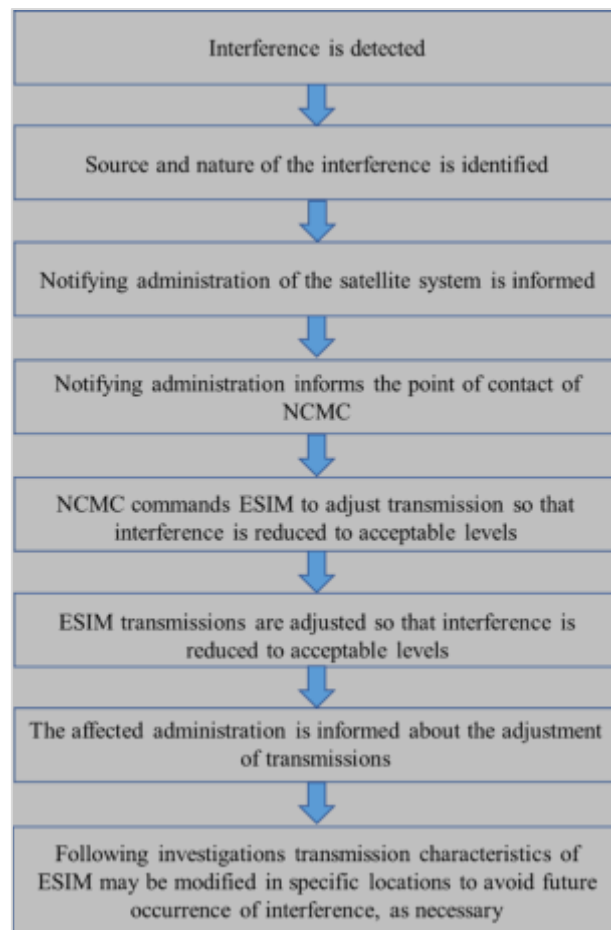 Interference is detected
Source and nature of the interference is identified
Notifying administration of the satellite system is informed
Notifying administration informs the point of contact of
NCMC
NCMC commands ESIM to adjust transmission so that
interference is reduced to acceptable levels
ESIM transmissions are adjusted so that interference is
reduced to acceptable levels
The affected administration is informed about the adjustment
of transmissions
Following investigations transmission characteristics of
ESIM may be modified in specific locations to avoid future
occurrence of interference, as necessary